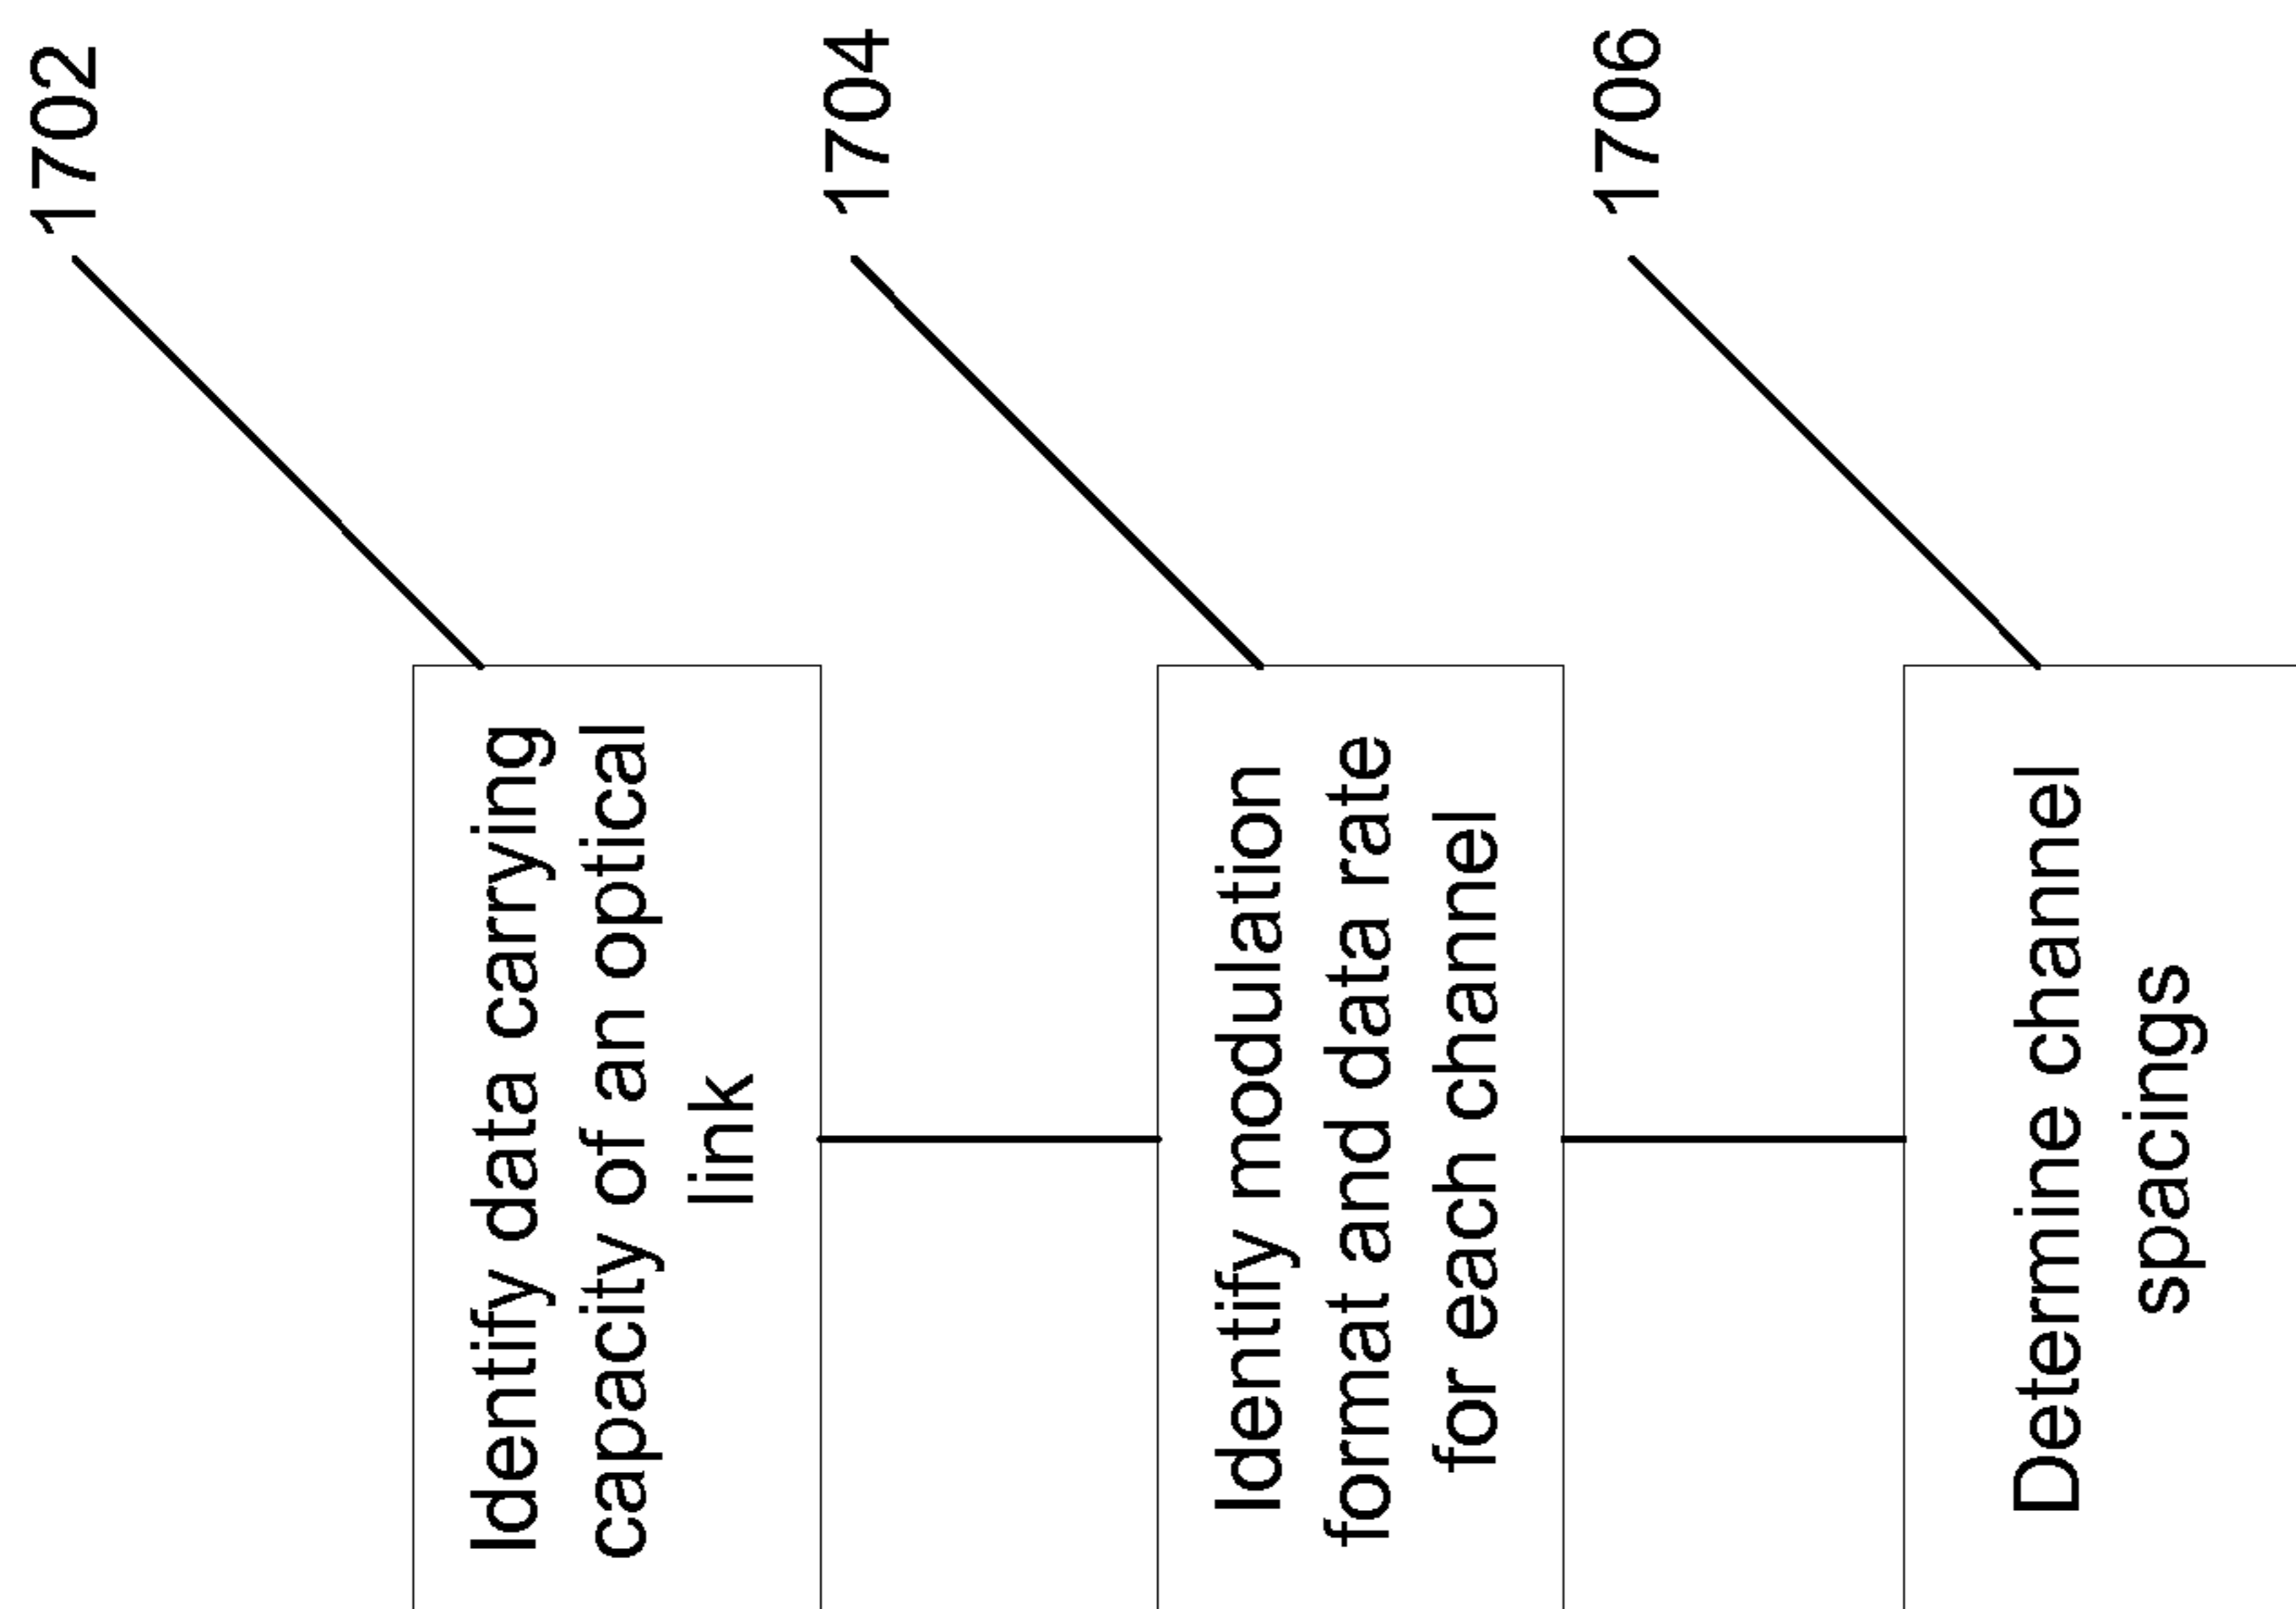 1702
Identify data carrying
capacity of an optical
link
1704
Identify modulation
format and data rate
for each channel
1706
Determine channel
spacings